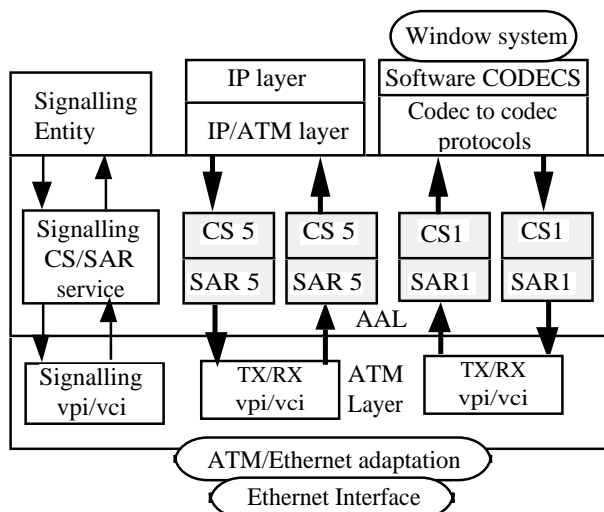 Window system
IP layer
Software CODECS
Signalling
Entity
IP/ATM layer
Codec to codec
protocols
Signalling
CS/SAR
service
CS 5
SAR 5
CS 5
SAR 5
CS1
SAR1
CS1
SAR1
AAL
Signalling
vpi/vci
TX/RX
vpi/vci
ATM
Layer
TX/RX
vpi/vci
ATM/Ethernet adaptation
Ethernet Interface